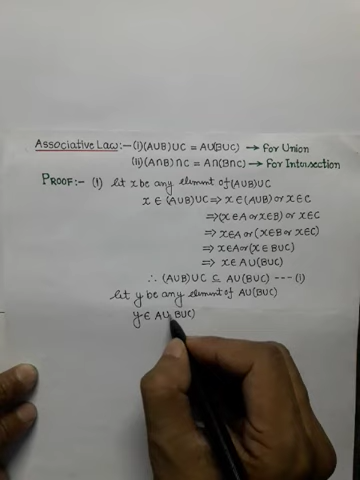 Associative Law:- (i) (A∪B)∪C = A∪(B∪C) → For Union
(ii) (A∩B)∩C = A∩(B∩C) → For Intersection
PROOF:- (i) let x be any element of (A∪B)∪C
x ∈ (A∪B)∪C ⇒ x ∈ (A∪B) or x ∈ C
⇒ (x ∈ A or x ∈ B) or x ∈ C
⇒ x ∈ A or (x ∈ B or x ∈ C)
⇒ x ∈ A or (x ∈ B∪C)
⇒ x ∈ A∪(B∪C)
∴ (A∪B)∪C ⊆ A∪(B∪C) --- (i)
let y be any element of A∪(B∪C)
y ∈ A∪(B∪C)